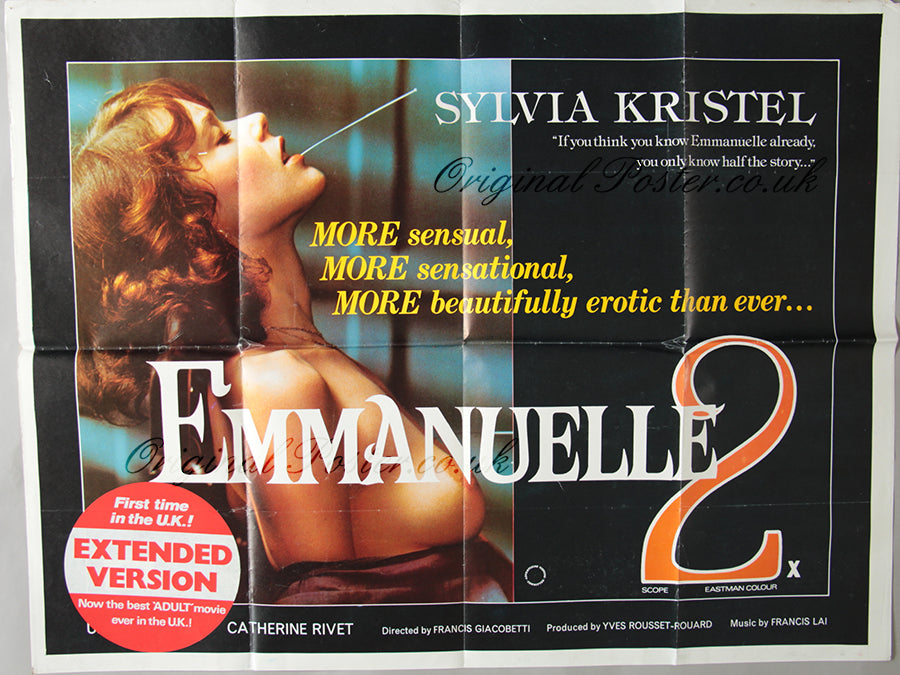 SYLVIA KRISTEL
"If you think you know Emmanuelle already,
you only know half the story..."
Original Poster.co.uk
MORE sensual,
MORE sensational,
MORE beautifully erotic than ever...
EMMANUELLE 2
Original Poster.co.uk
First time
in the U.K.!
EXTENDED
VERSION
Now the best 'ADULT' movie
ever in the U.K.!
SCOPE EASTMAN COLOUR X
CATHERINE RIVET Directed by FRANCIS GIACOBETTI Produced by YVES ROUSSET-ROUARD Music by FRANCIS LAI